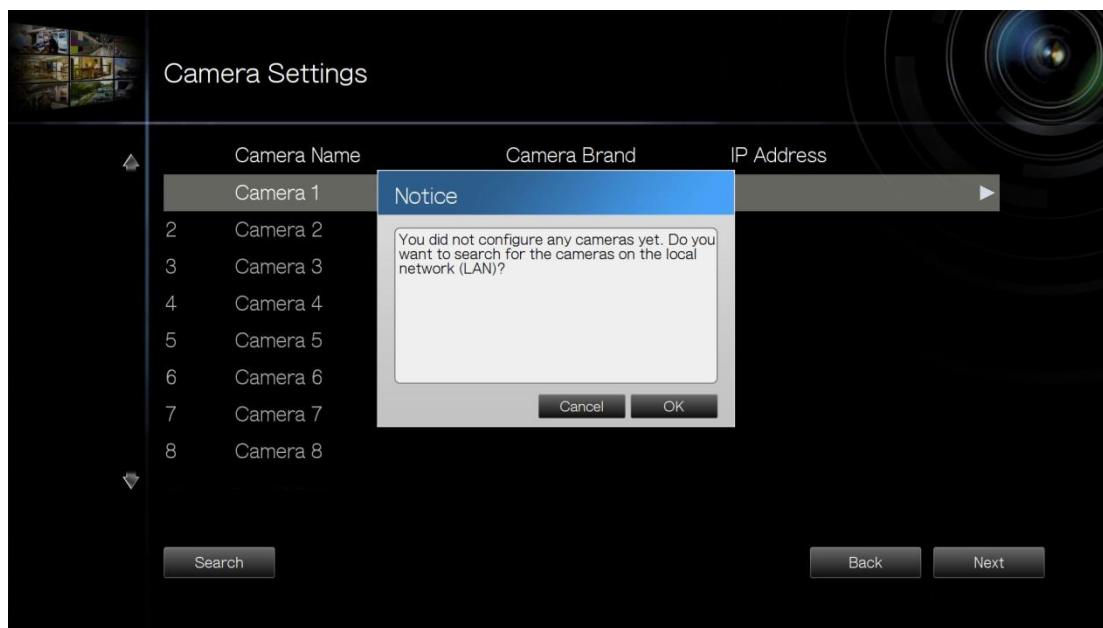 Camera Settings
Camera Name Camera Brand IP Address
Camera 1
2 Camera 2
3 Camera 3
4 Camera 4
5 Camera 5
6 Camera 6
7 Camera 7
8 Camera 8
Notice
You did not configure any cameras yet. Do you
want to search for the cameras on the local
network (LAN)?
Cancel OK
Search Back Next